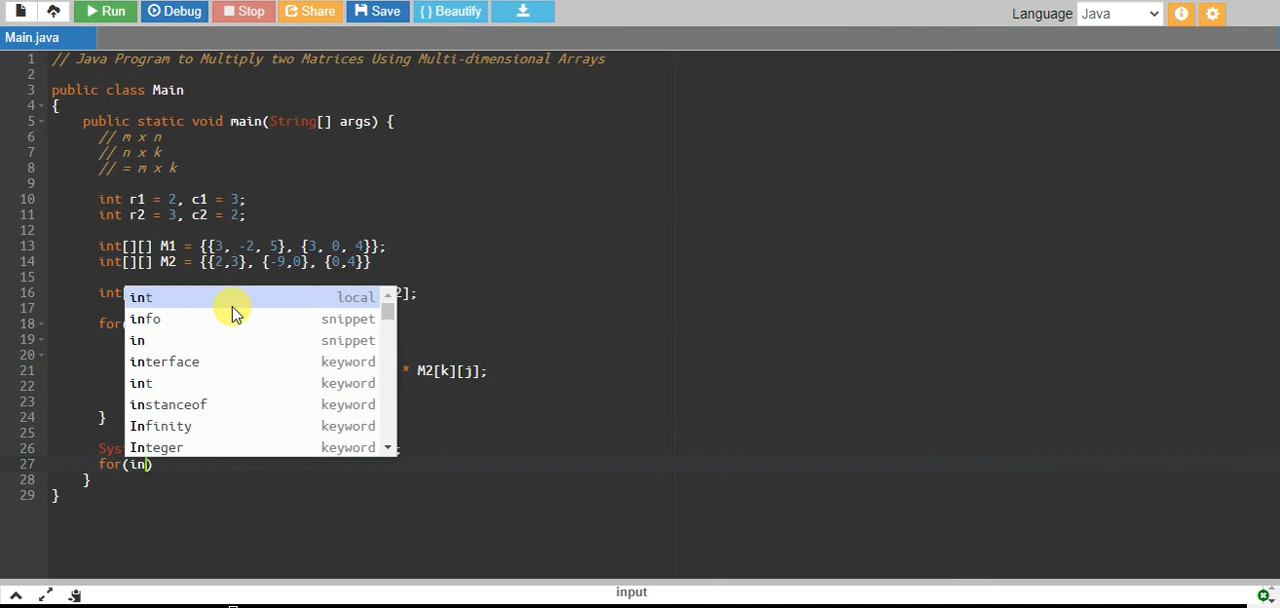 Run Debug Stop Share Save { } Beautify Language Java
Main.java
1 // Java Program to Multiply two Matrices Using Multi-dimensional Arrays
2
3 public class Main
4 {
5 public static void main(String[] args) {
6 // m x n
7 // n x k
8 // = m x k
9
10 int r1 = 2, c1 = 3;
11 int r2 = 3, c2 = 2;
12
13 int[][] M1 = {{3, -2, 5}, {3, 0, 4}};
14 int[][] M2 = {{2,3}, {-9,0}, {0,4}}
15
16 int 2];
17
18 for(
19
20
21 * M2[k][j];
22
23
24 }
25
26 Sys ;
27 for(in)
28 }
29 }
int local
info snippet
in snippet
interface keyword
int keyword
instanceof keyword
Infinity keyword
Integer keyword
input